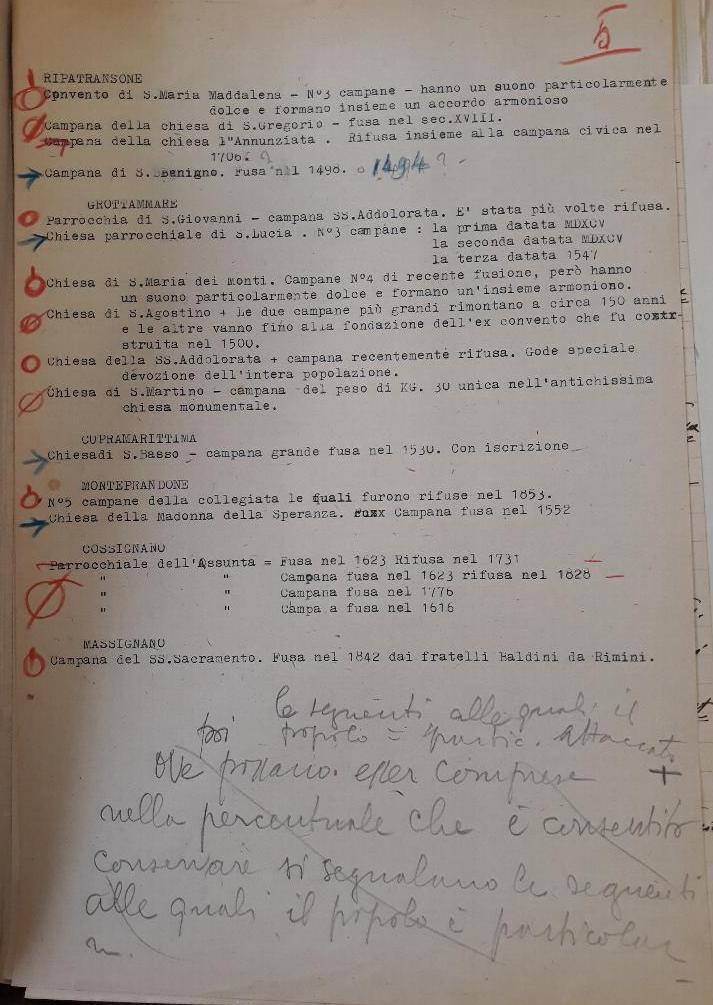 5
RIPATRANSONE
Convento di S.Maria Maddalena - N°3 campane - hanno un suono particolarmente
dolce e formano insieme un accordo armonioso
Campana della chiesa di S.Gregorio - fusa nel sec.XVIII.
Campana della chiesa l"Annunziata . Rifusa insieme alla campana civica nel
1706. ?
Campana di S. Benigno. Fusa nel 1498. o 1494? -
GROTTAMMARE
Parrocchia di S.Giovanni - campana SS.Addolorata. E' stata più volte rifusa.
Chiesa parrocchiale di S.Lucia . N°3 campane : la prima datata MDXCV
la seconda datata MDXCV
la terza datata 1547
Chiesa di S.Maria dei Monti. Campane N°4 di recente fusione, però hanno
un suono particolarmente dolce e formano un'insieme armonioso.
Chiesa di S.Agostino + Le due campane più grandi rimontano a circa 150 anni
e le altre vanno fino alla fondazione dell'ex convento che fu costr-
struita nel 1500.
Chiesa della SS.Addolorata + campana recentemente rifusa. Gode speciale
devozione dell'intera popolazione.
Chiesa di S.Martino - campana del peso di KG. 30 unica nell'antichissima
chiesa monumentale.
CUPRAMARITTIMA
Chiesadi S.Basso - campana grande fusa nel 1530. Con iscrizione
MONTEPRANDONE
N°5 campane della collegiata le quali furono rifuse nel 1853.
Chiesa della Madonna della Speranza. Campana fusa nel 1552
COSSIGNANO
Parrocchiale dell'Assunta = Fusa nel 1623 Rifusa nel 1731
" " Campana fusa nel 1623 rifusa nel 1828
" " Campana fusa nel 1776
" " Campa a fusa nel 1616
MASSIGNANO
Campana del SS.Sacramento. Fusa nel 1842 dai fratelli Baldini da Rimini.
le seguenti alle quali il
poi popolo = partic. attaccato
Ove possano esser comprese +
nella percentuale che è consentito
conservare si segnalano le seguenti
alle quali il popolo è particolar